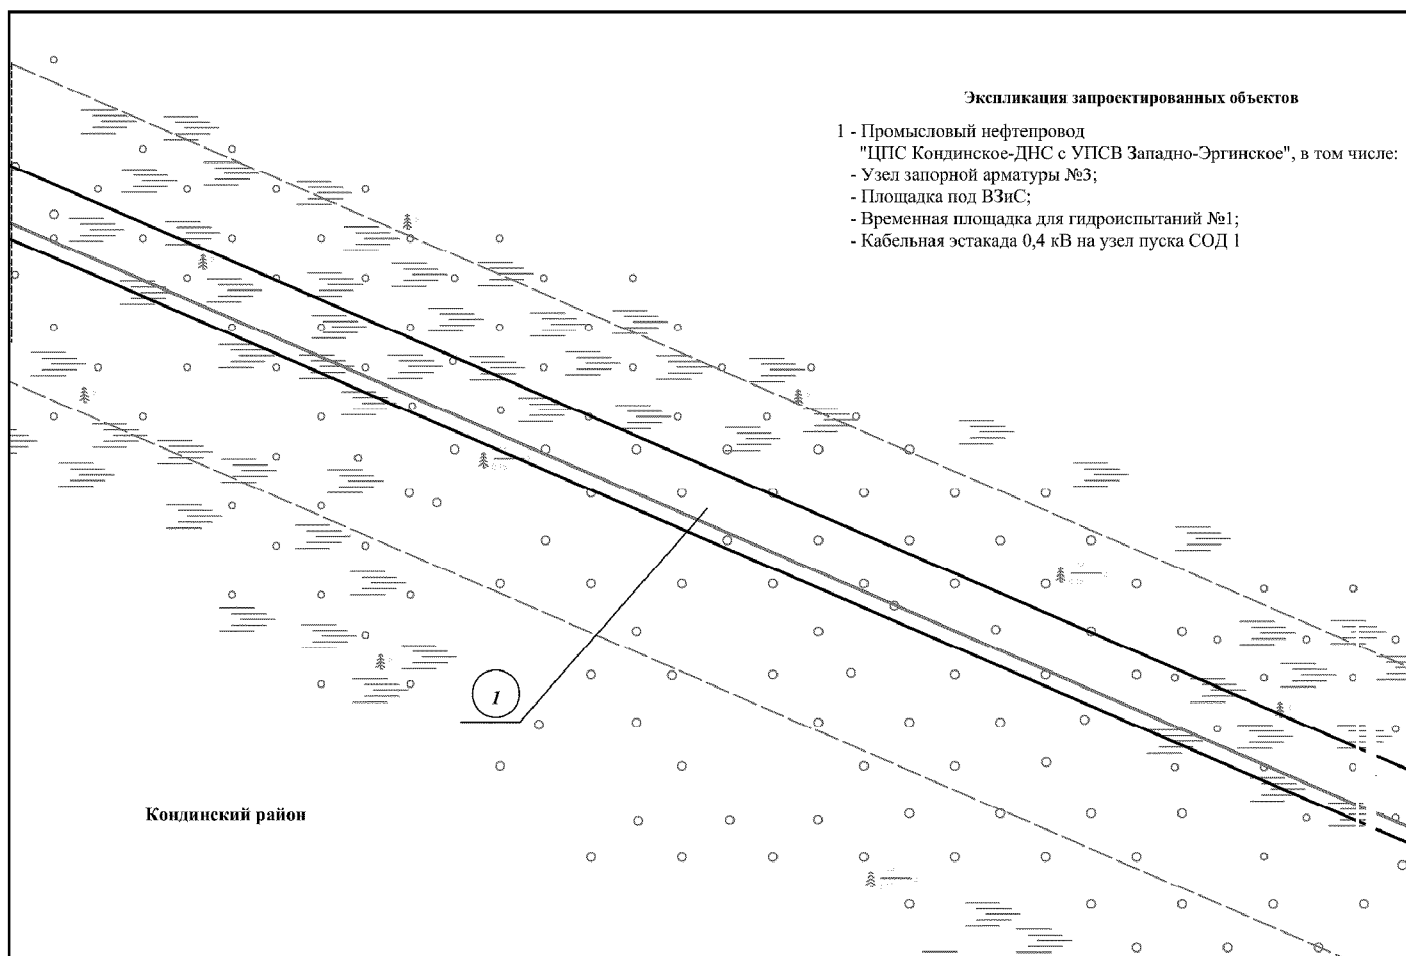 Экспликация запроектированных объектов
1 - Промысловый нефтепровод
"ЦПС Кондинское-ДНС с УПСВ Западно-Эргинское", в том числе:
- Узел запорной арматуры №3;
- Площадка под ВЗиС;
- Временная площадка для гидроиспытаний №1;
- Кабельная эстакада 0,4 кВ на узел пуска СОД 1
1
Кондинский район